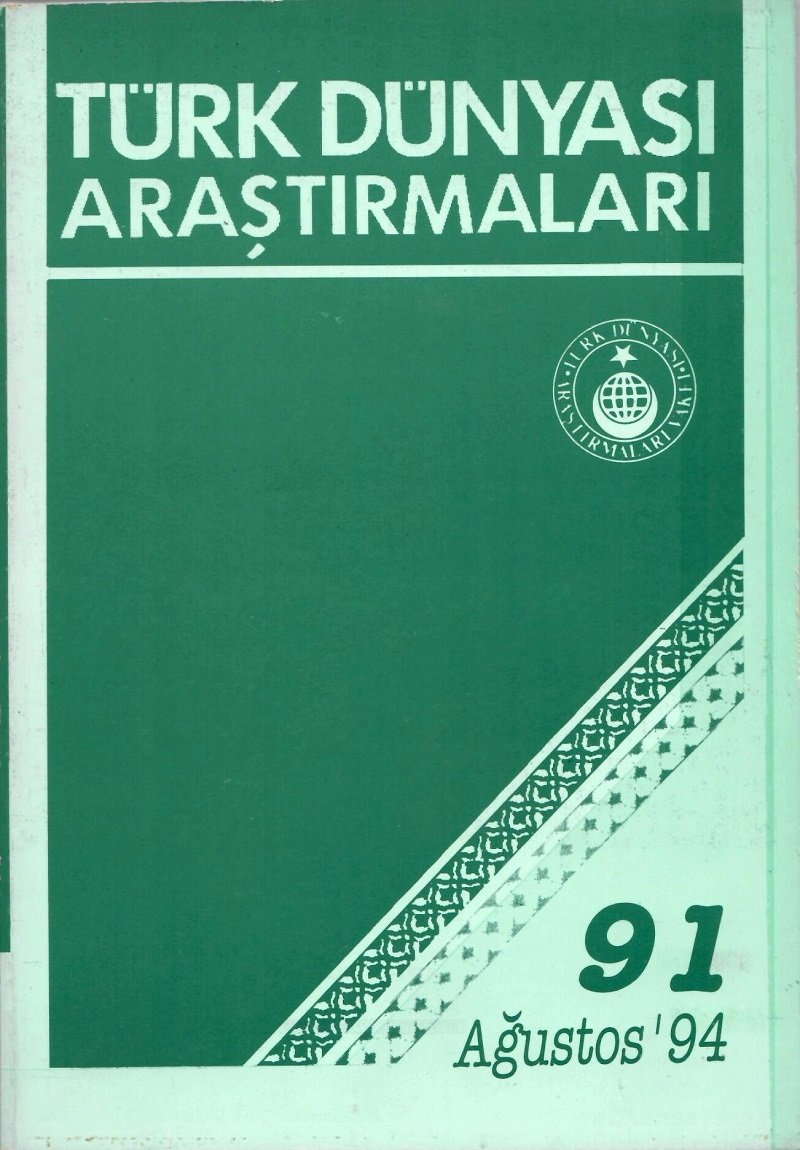 TÜRK DÜNYASI
ARAŞTIRMALARI
• TÜRK DÜNYASI •
ARAŞTIRMALARI VAKFI
91
Ağustos '94